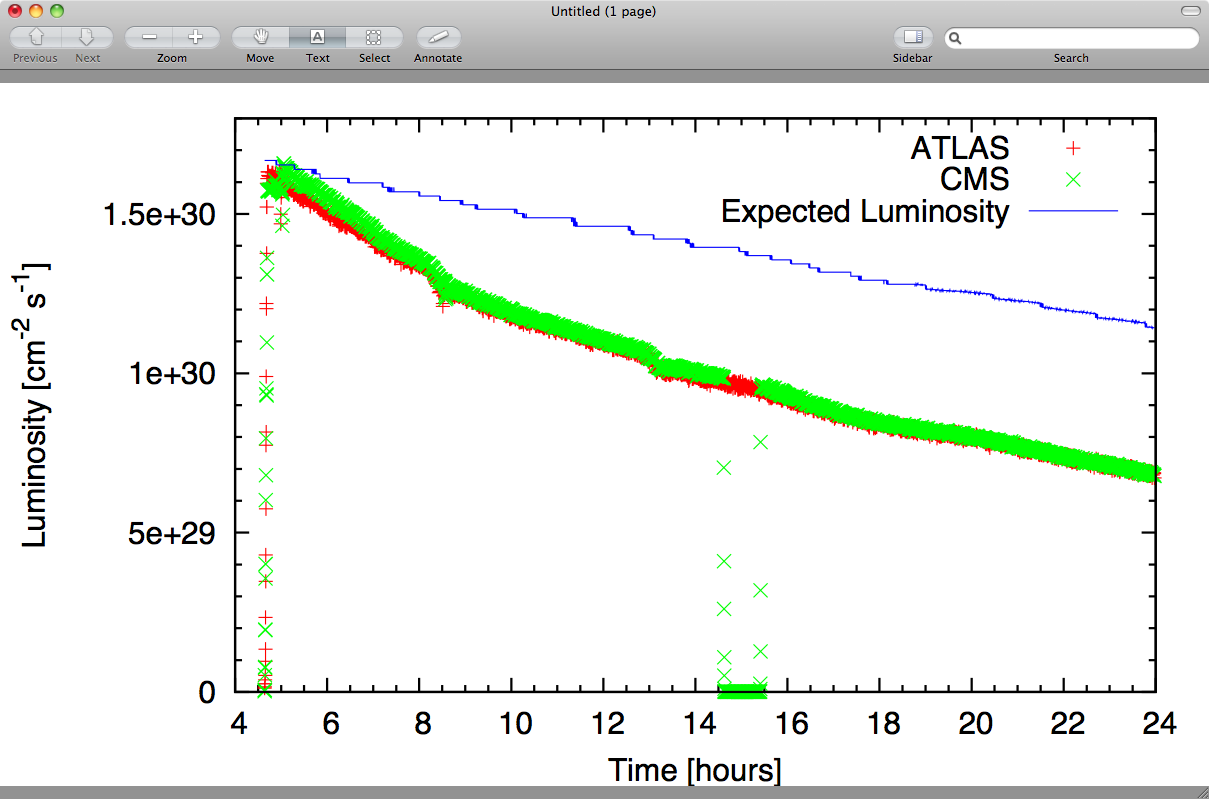 Untitled (1 page)
Previous Next Zoom Move Text Select Annotate Sidebar Search
ATLAS
CMS
Expected Luminosity
Luminosity [cm-2 s-1]
1.5e+30
1e+30
5e+29
0
4 6 8 10 12 14 16 18 20 22 24
Time [hours]